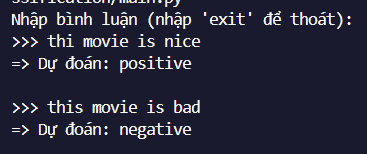 ssification/main.py
Nhập bình luận (nhập 'exit' để thoát):
>>> thi movie is nice
=> Dự đoán: positive
>>> this movie is bad
=> Dự đoán: negative